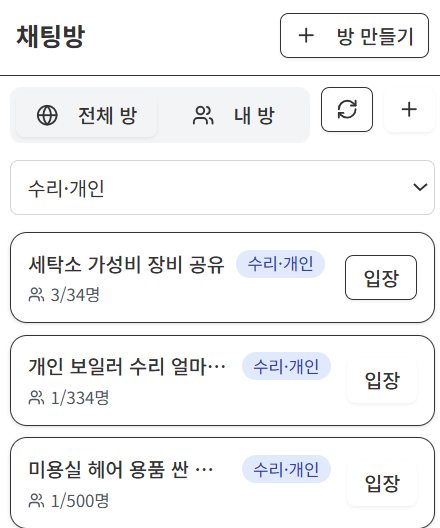 채팅방
방 만들기
전체 방
내 방
수리·개인
세탁소 가성비 장비 공유
수리·개인
입장
3/34명
개인 보일러 수리 얼마…
수리·개인
입장
1/334명
미용실 헤어 용품 싼 …
수리·개인
입장
1/500명